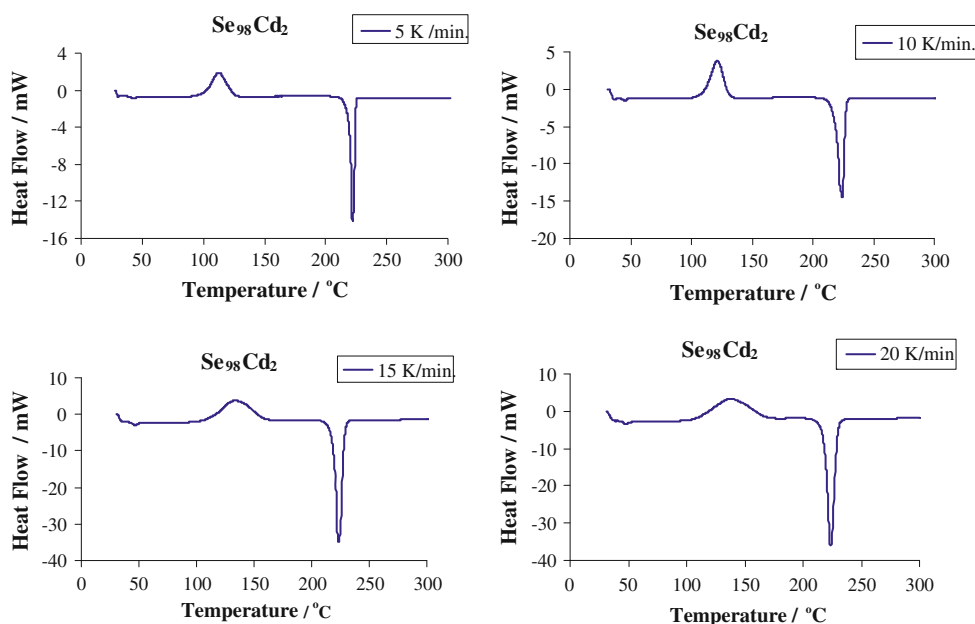 Se₉₈Cd₂
5 K /min.
Heat Flow / mW
4
0
-4
-8
-12
-16
0 50 100 150 200 250 300
Temperature / °C
Se₉₈Cd₂
10 K/min.
Heat Flow / mW
5
0
-5
-10
-15
-20
0 50 100 150 200 250 300
Temperature / °C
Se₉₈Cd₂
15 K/min.
Heat Flow / mW
10
0
-10
-20
-30
-40
0 50 100 150 200 250 300
Temperature / °C
Se₉₈Cd₂
20 K/min
Heat Flow / mW
10
0
-10
-20
-30
-40
0 50 100 150 200 250 300
Temperature / °C